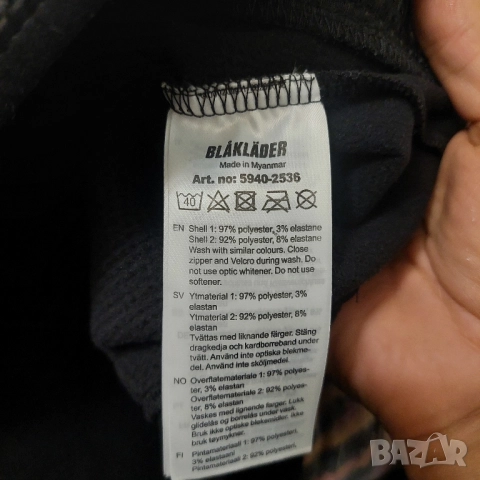 BLÅKLÄDER
Made in Myanmar
Art. no: 5940-2536
40
EN Shell 1: 97% polyester, 3% elastane
Shell 2: 92% polyester, 8% elastane
Wash with similar colours. Close
zipper and Velcro during wash. Do
not use optic whitener. Do not use
softener.
SV Ytmaterial 1: 97% polyester, 3%
elastan
Ytmaterial 2: 92% polyester, 8%
elastan
Tvättas med liknande färger. Stäng
dragkedja och kardborreband under
tvätt. Använd inte optiska blekme-
del. Använd inte sköljmedel.
NO Overflatemateriale 1: 97% polyes-
ter, 3% elastan
Overflatemateriale 2: 92% polyes-
ter, 8% elastan
Vaskes med lignende farger. Lukk
glidelås og borrelås under vask.
Bruk ikke optiske blekemidler, ikke
bruk tøymykner.
FI Pintamateriaali 1: 97% polyesteri,
3% elastaani
Pintamateriaali 2: 92% polyesteri,
BAZAR